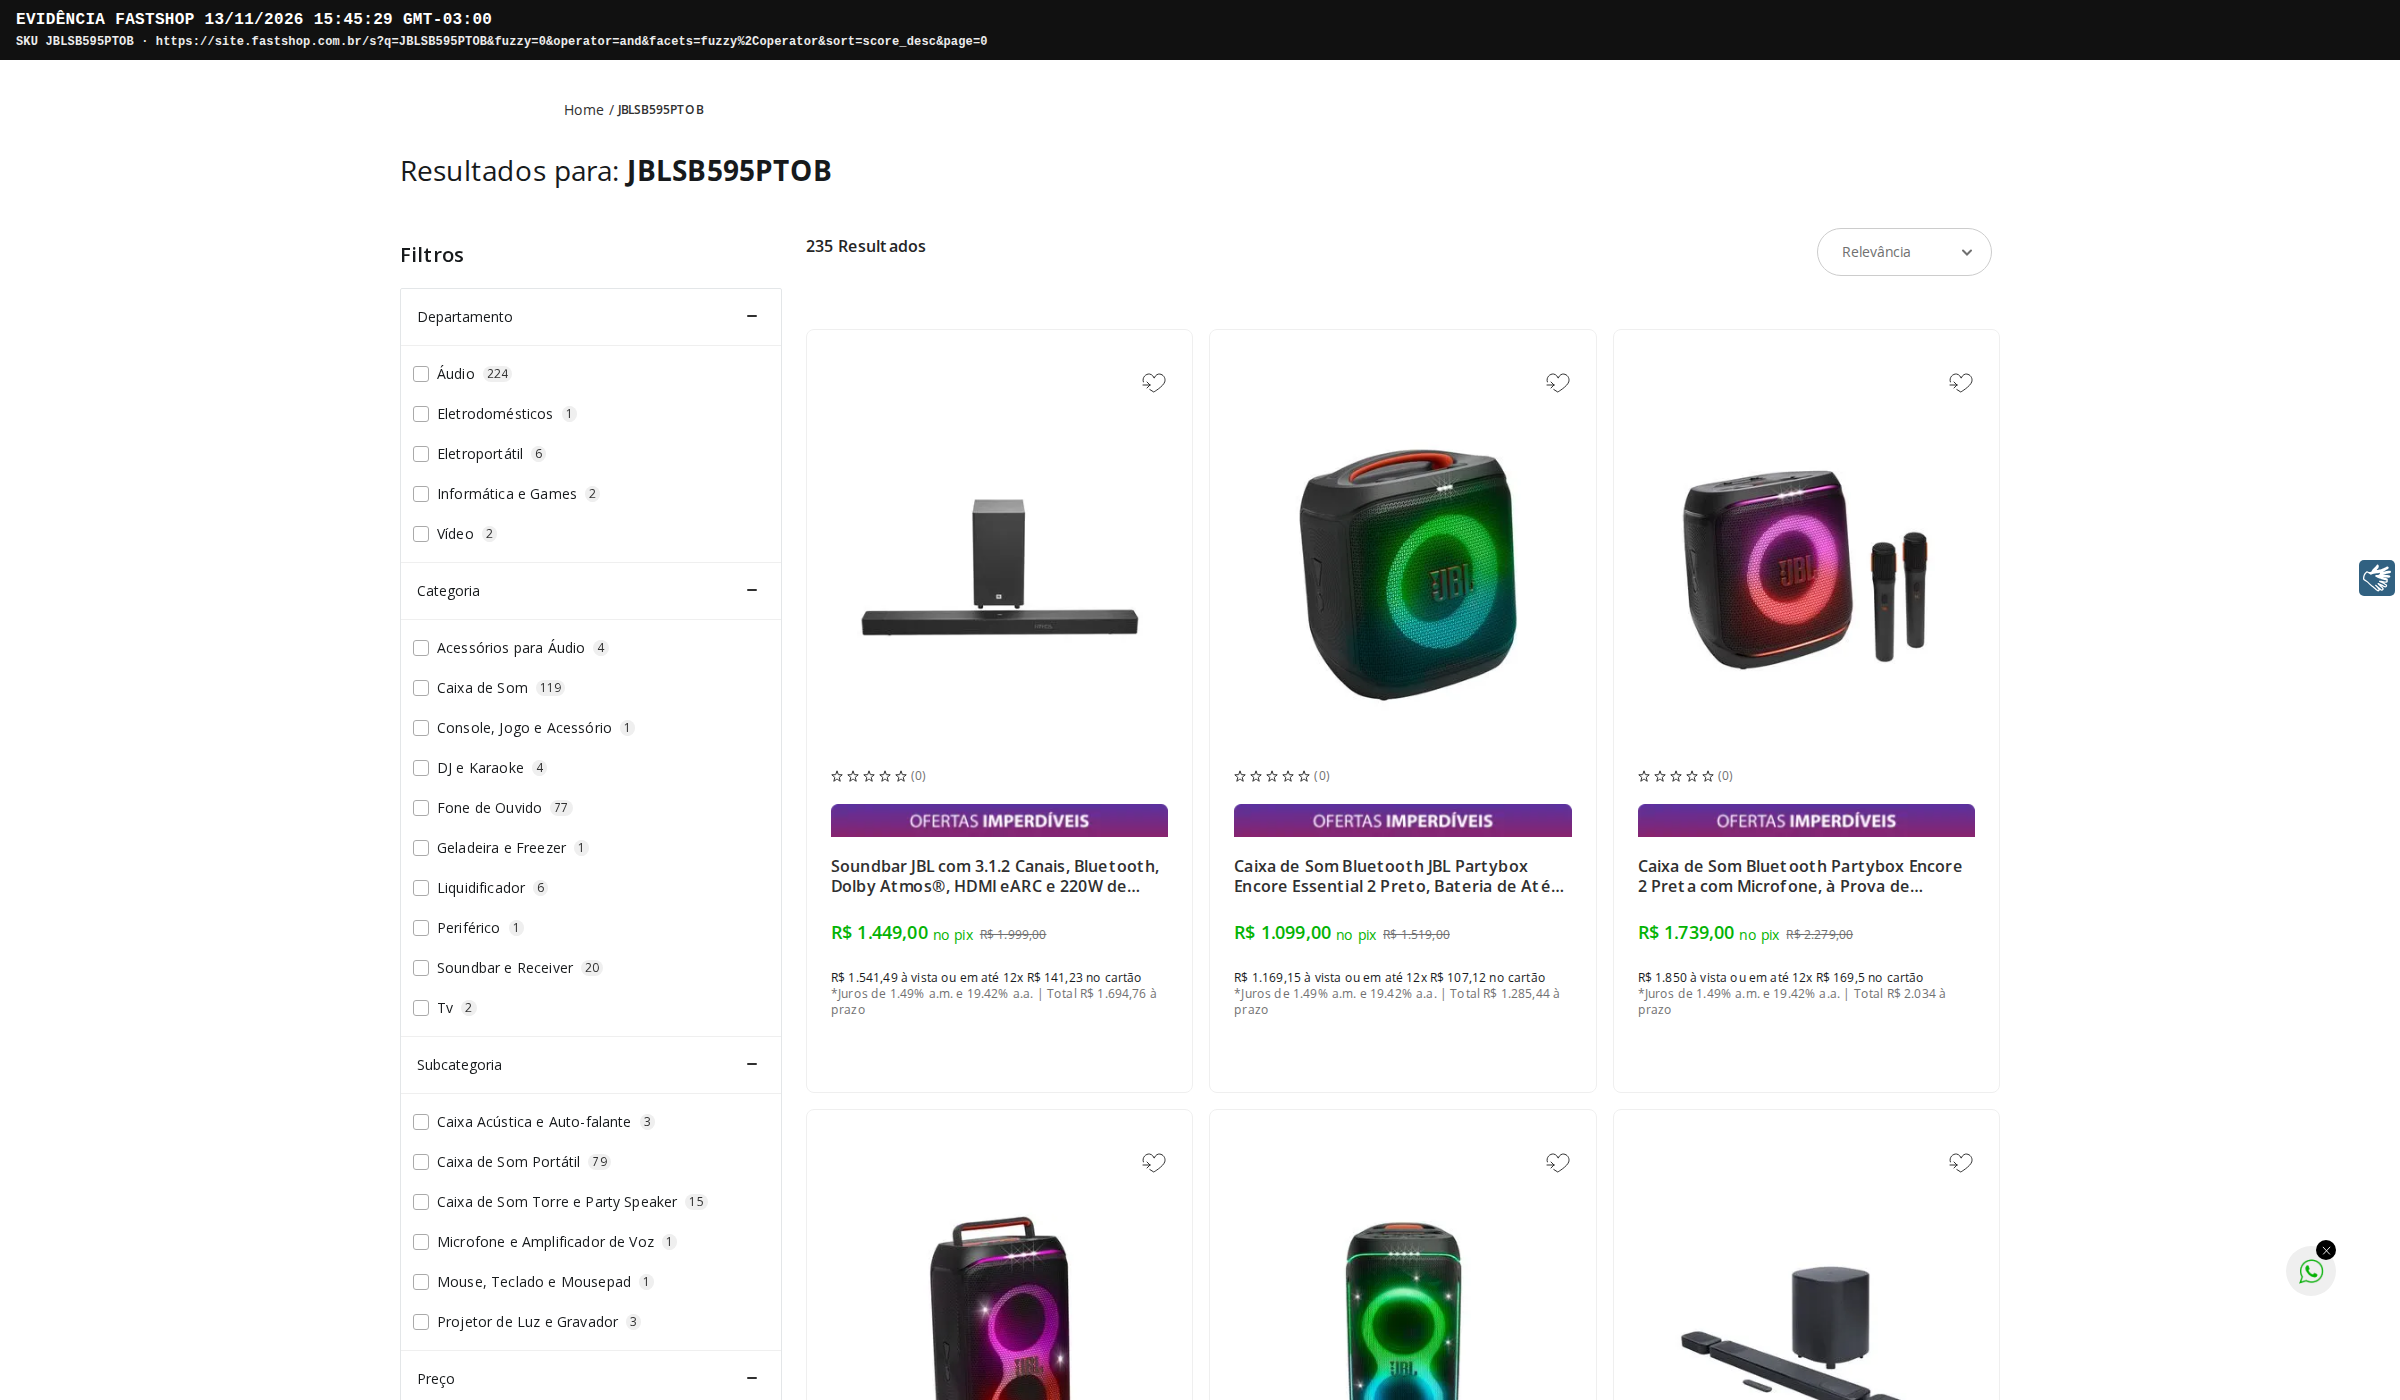 EVIDÊNCIA FASTSHOP 13/11/2026 15:45:29 GMT-03:00
SKU JBLSB595PTOB · https://site.fastshop.com.br/s?q=JBLSB595PTOB&fuzzy=0&operator=and&facets=fuzzy%2Coperator&sort=score_desc&page=0
Home / JBLSB595PTOB
Resultados para: JBLSB595PTOB
Filtros
235 Resultados
Relevância
Departamento
Áudio 224
Eletrodomésticos 1
Eletroportátil 6
Informática e Games 2
Vídeo 2
Categoria
Acessórios para Áudio 4
Caixa de Som 119
Console, Jogo e Acessório 1
DJ e Karaoke 4
Fone de Ouvido 77
Geladeira e Freezer 1
Liquidificador 6
Periférico 1
Soundbar e Receiver 20
Tv 2
Subcategoria
Caixa Acústica e Auto-falante 3
Caixa de Som Portátil 79
Caixa de Som Torre e Party Speaker 15
Microfone e Amplificador de Voz 1
Mouse, Teclado e Mousepad 1
Projetor de Luz e Gravador 3
Preço
(0)
OFERTAS IMPERDÍVEIS
Soundbar JBL com 3.1.2 Canais, Bluetooth,
Dolby Atmos®, HDMI eARC e 220W de...
R$ 1.449,00 no pix R$ 1.999,00
R$ 1.541,49 à vista ou em até 12x R$ 141,23 no cartão
*Juros de 1.49% a.m. e 19.42% a.a. | Total R$ 1.694,76 à
prazo
JBL
(0)
OFERTAS IMPERDÍVEIS
Caixa de Som Bluetooth JBL Partybox
Encore Essential 2 Preto, Bateria de Até...
R$ 1.099,00 no pix R$ 1.519,00
R$ 1.169,15 à vista ou em até 12x R$ 107,12 no cartão
*Juros de 1.49% a.m. e 19.42% a.a. | Total R$ 1.285,44 à
prazo
JBL
(0)
OFERTAS IMPERDÍVEIS
Caixa de Som Bluetooth Partybox Encore
2 Preta com Microfone, à Prova de...
R$ 1.739,00 no pix R$ 2.279,00
R$ 1.850 à vista ou em até 12x R$ 169,5 no cartão
*Juros de 1.49% a.m. e 19.42% a.a. | Total R$ 2.034 à
prazo
JBL
JBL